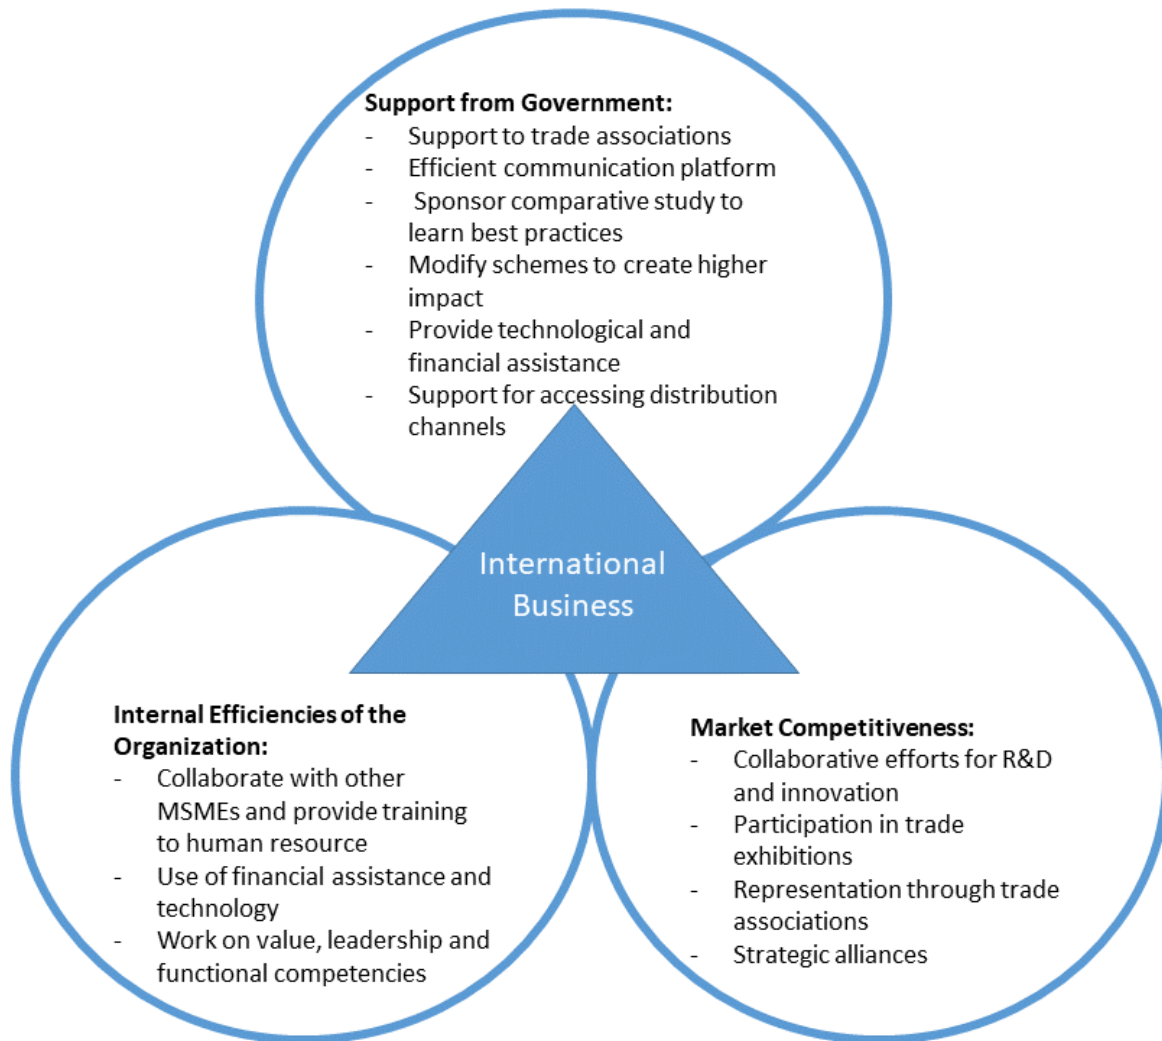 Support from Government:
- Support to trade associations
- Efficient communication platform
- Sponsor comparative study to
learn best practices
- Modify schemes to create higher
impact
- Provide technological and
financial assistance
- Support for accessing distribution
channels
International
Business
Internal Efficiencies of the
Organization:
- Collaborate with other
MSMEs and provide training
to human resource
- Use of financial assistance and
technology
- Work on value, leadership and
functional competencies
Market Competitiveness:
- Collaborative efforts for R&D
and innovation
- Participation in trade
exhibitions
- Representation through trade
associations
- Strategic alliances